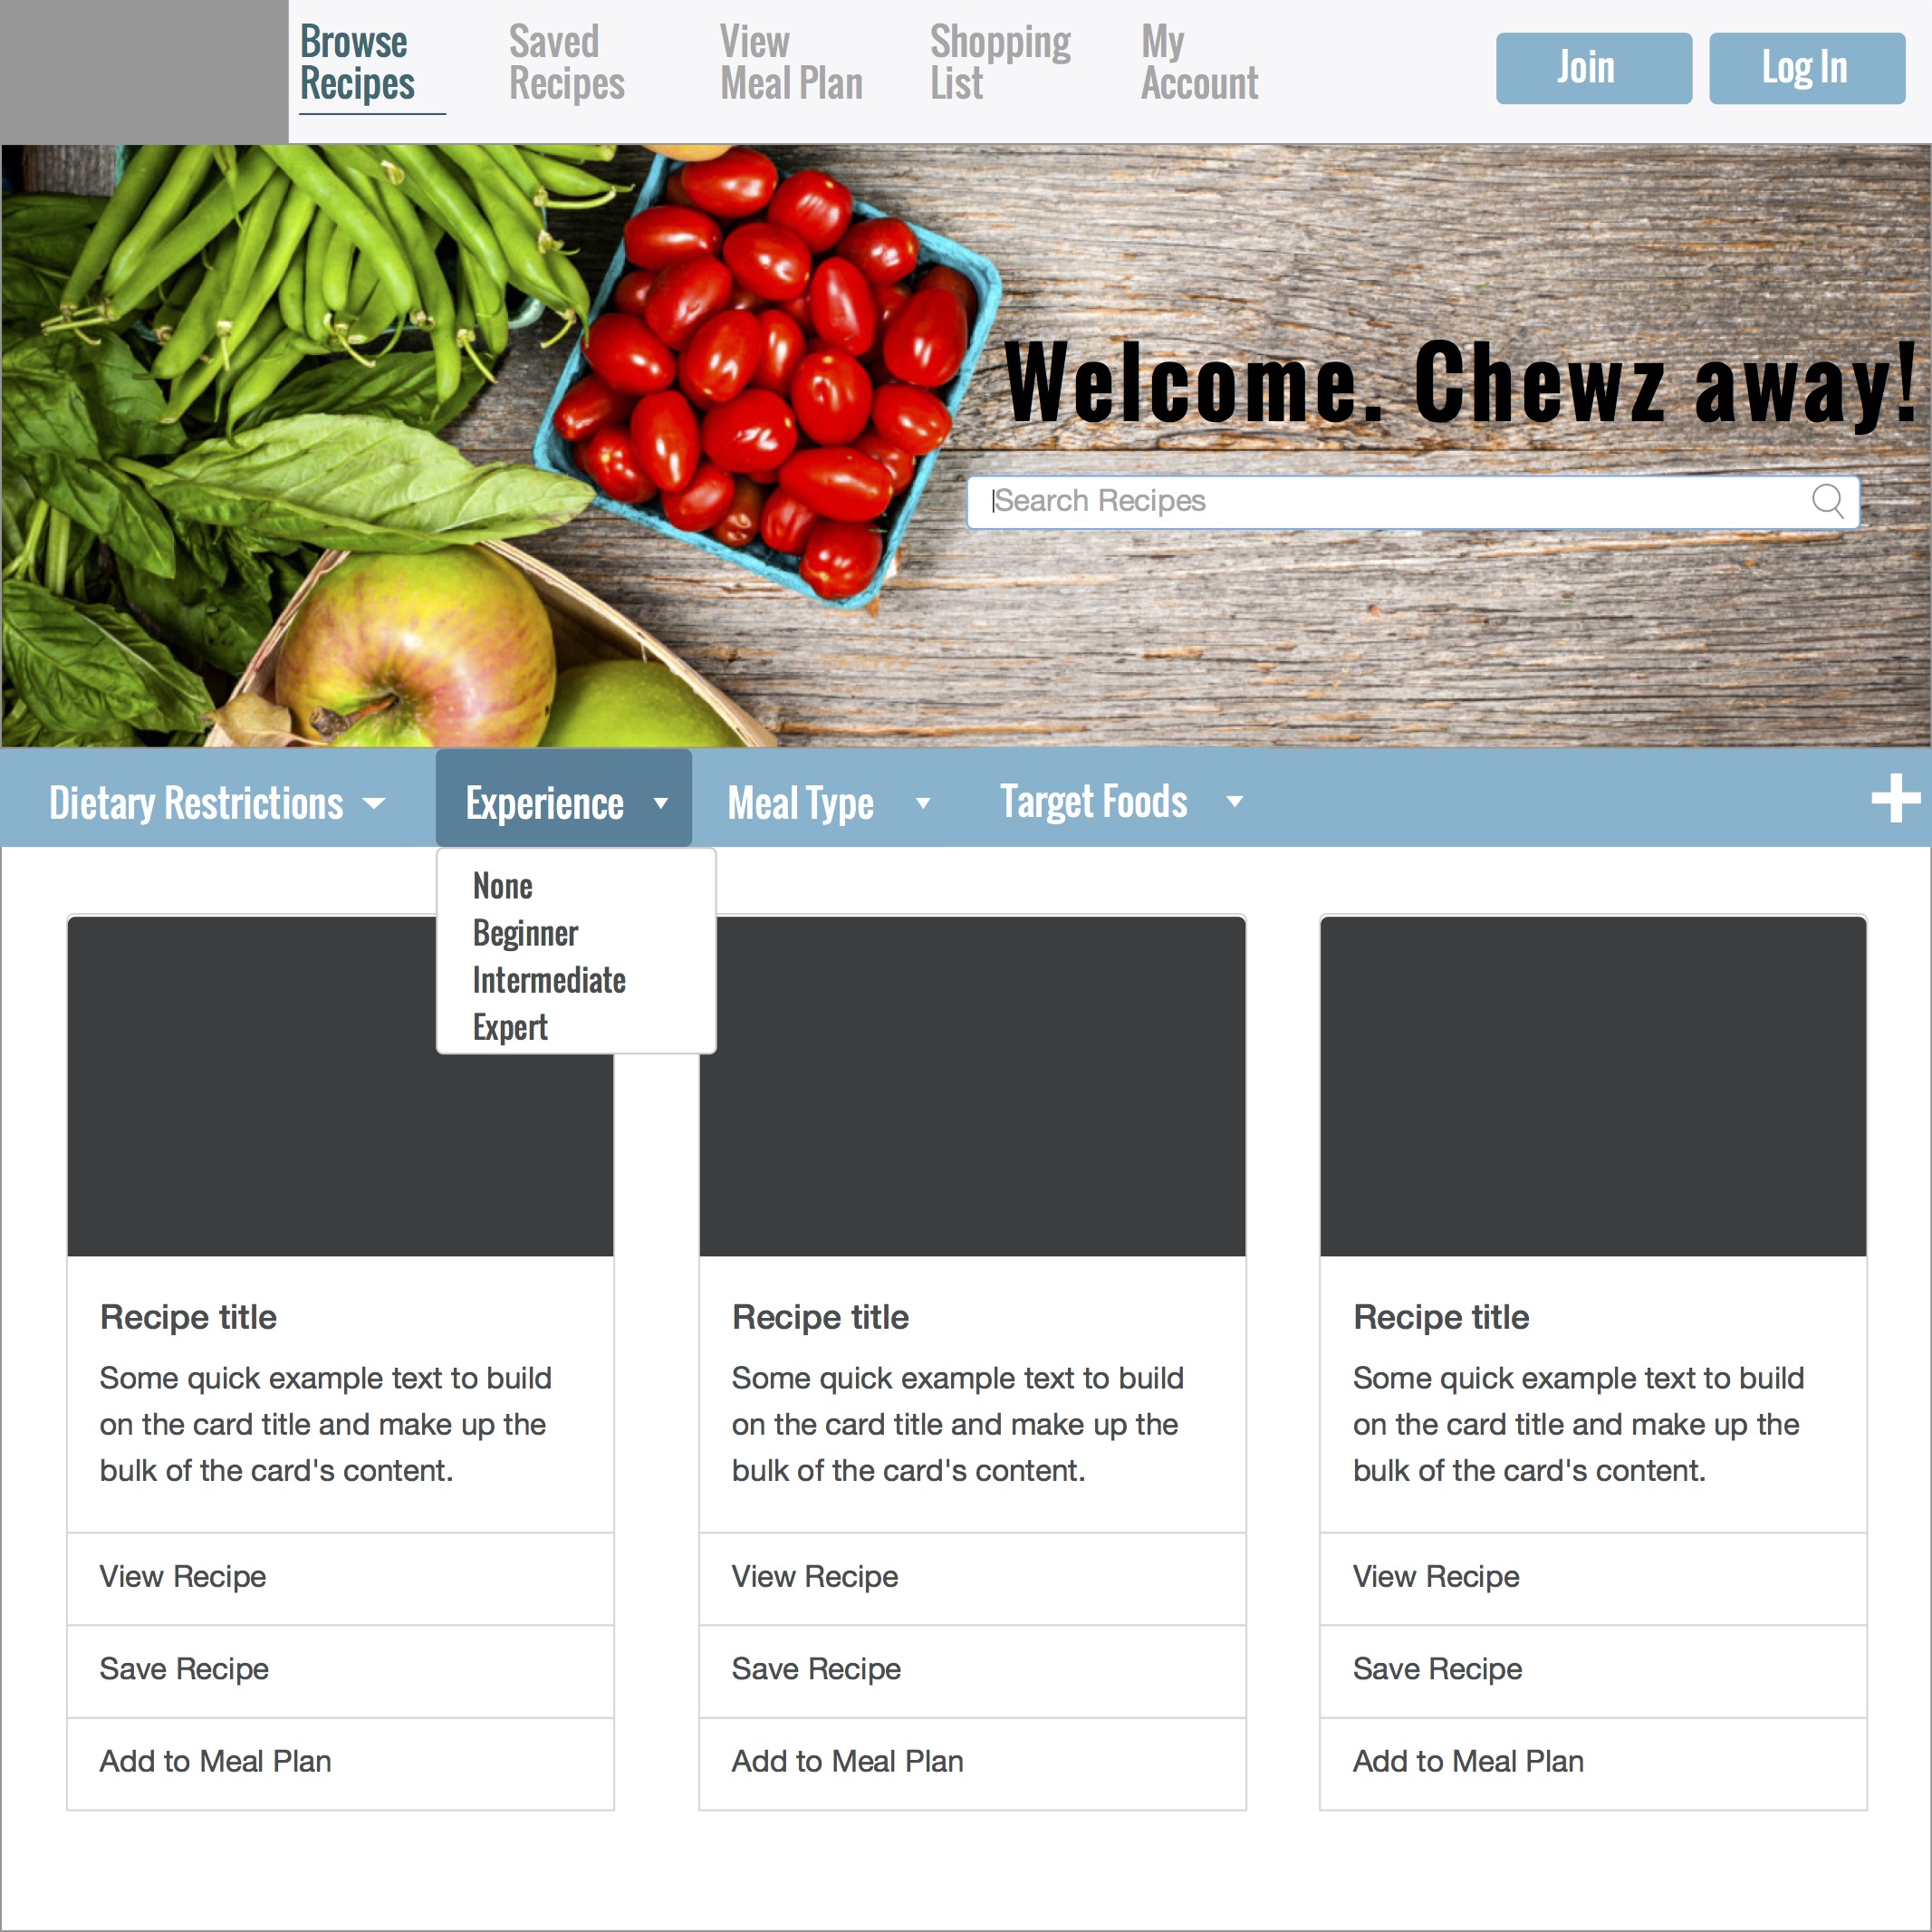 Browse
Recipes
Saved
Recipes
View
Meal Plan
Shopping
List
My
Account
Join
Log In
Welcome. Chewz away!
Search Recipes
Dietary Restrictions
Experience
Meal Type
Target Foods
None
Beginner
Intermediate
Expert
Recipe title
Some quick example text to build
on the card title and make up the
bulk of the card's content.
View Recipe
Save Recipe
Add to Meal Plan
Recipe title
Some quick example text to build
on the card title and make up the
bulk of the card's content.
View Recipe
Save Recipe
Add to Meal Plan
Recipe title
Some quick example text to build
on the card title and make up the
bulk of the card's content.
View Recipe
Save Recipe
Add to Meal Plan